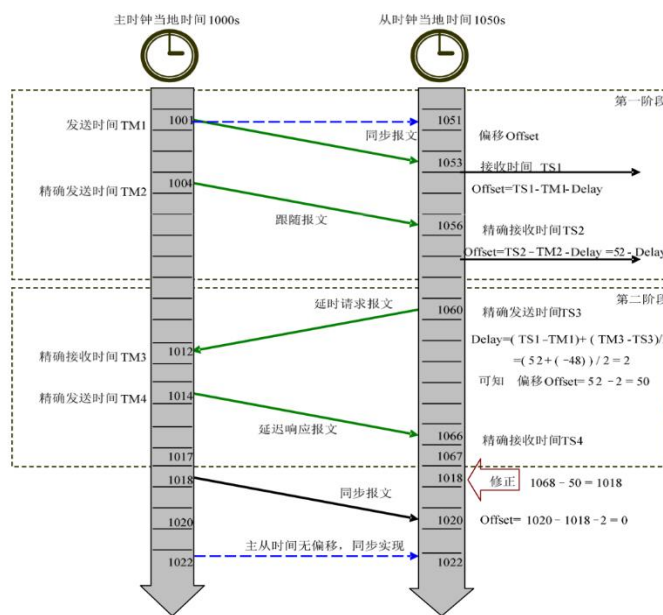 主时钟当地时间1000s
从时钟当地时间1050s
第一阶段
发送时间TM1
1001
1051
同步报文
偏移Offset
1053
接收时间 TS1
Offset=TS1-TM1-Delay
精确发送时间TM2
1004
跟随报文
1056
精确接收时间TS2
Offset=TS2-TM2-Delay=52-Delay
第二阶段
延时请求报文
1060
精确发送时间TS3
Delay=(TS1-TM1)+(TM3-TS3)/
=(52+(-48))/2=2
精确接收时间TM3
1012
可知 偏移Offset=52-2=50
精确发送时间TM4
1014
延迟响应报文
1066
精确接收时间TS4
1017
1067
1018
1018
修正
1068-50=1018
同步报文
1020
1020
Offset=1020-1018-2=0
主从时间无偏移，同步实现
1022
1022